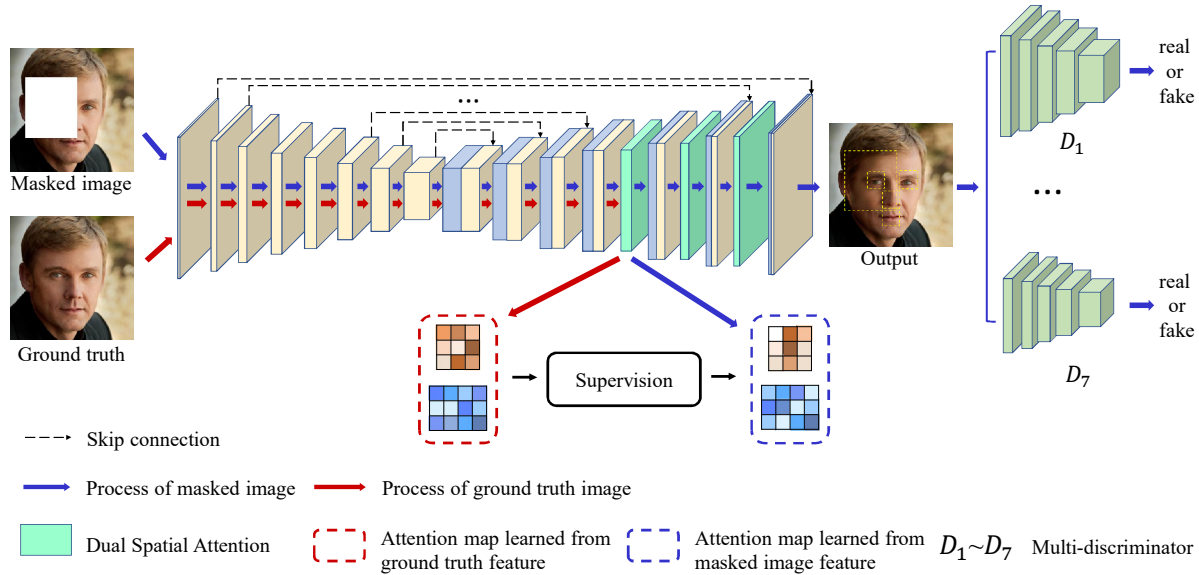 Masked image
Ground truth
...
Output
D1
...
D7
real
or
fake
real
or
fake
Supervision
Skip connection
Process of masked image
Process of ground truth image
Dual Spatial Attention
Attention map learned from
ground truth feature
Attention map learned from
masked image feature
D1~D7 Multi-discriminator